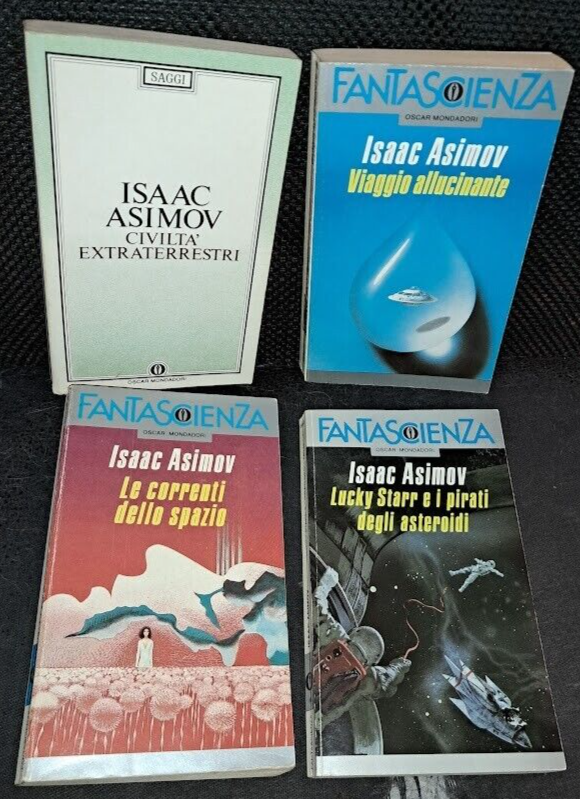 SAGGI
ISAAC
ASIMOV
CIVILTA'
EXTRATERRESTRI
OSCAR MONDADORI
FANTASCIENZA
OSCAR MONDADORI
Isaac Asimov
Viaggio allucinante
FANTASCIENZA
OSCAR MONDADORI
Isaac Asimov
Le correnti
dello spazio
FANTASCIENZA
OSCAR MONDADORI
Isaac Asimov
Lucky Starr e i pirati
degli asteroidi